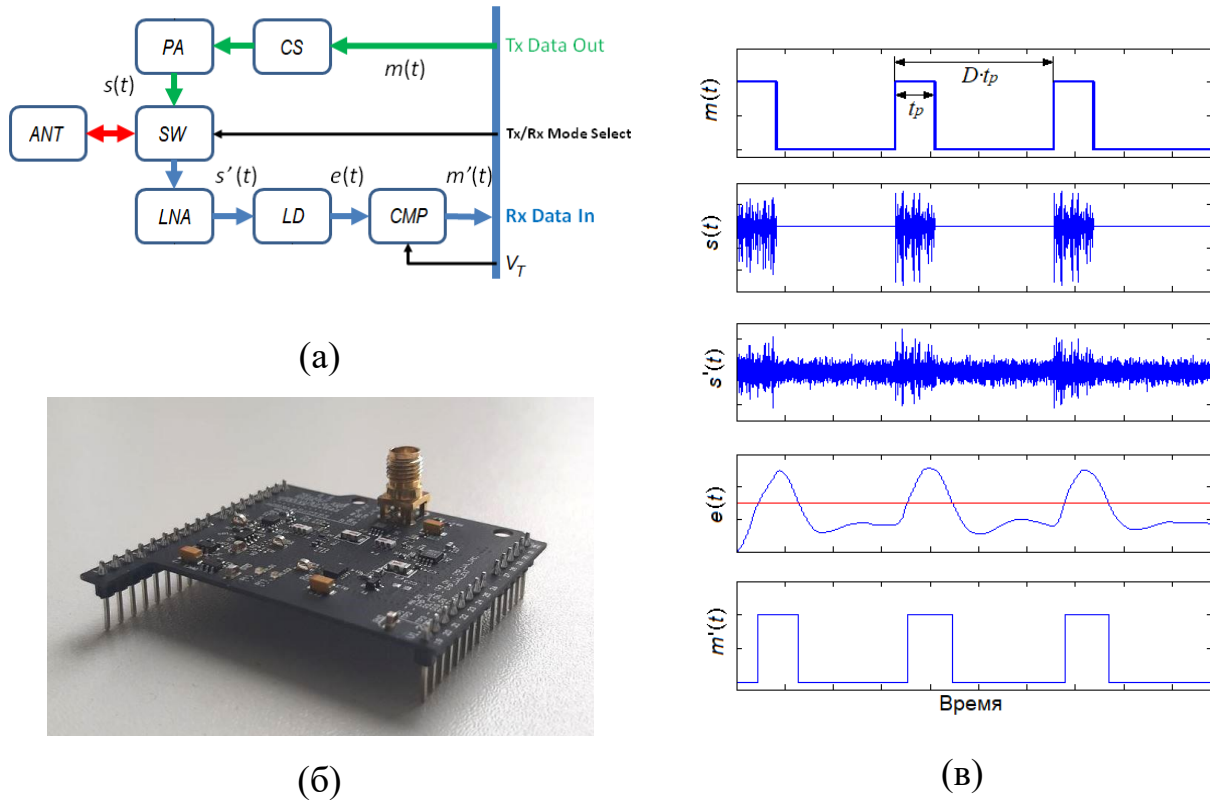 PA
CS
Tx Data Out
m(t)
s(t)
ANT
SW
Tx/Rx Mode Select
s'(t)
e(t)
m'(t)
LNA
LD
CMP
Rx Data In
V_T
(а)
(б)
m(t)
D·t_p
t_p
s(t)
s'(t)
e(t)
m'(t)
Время
(в)